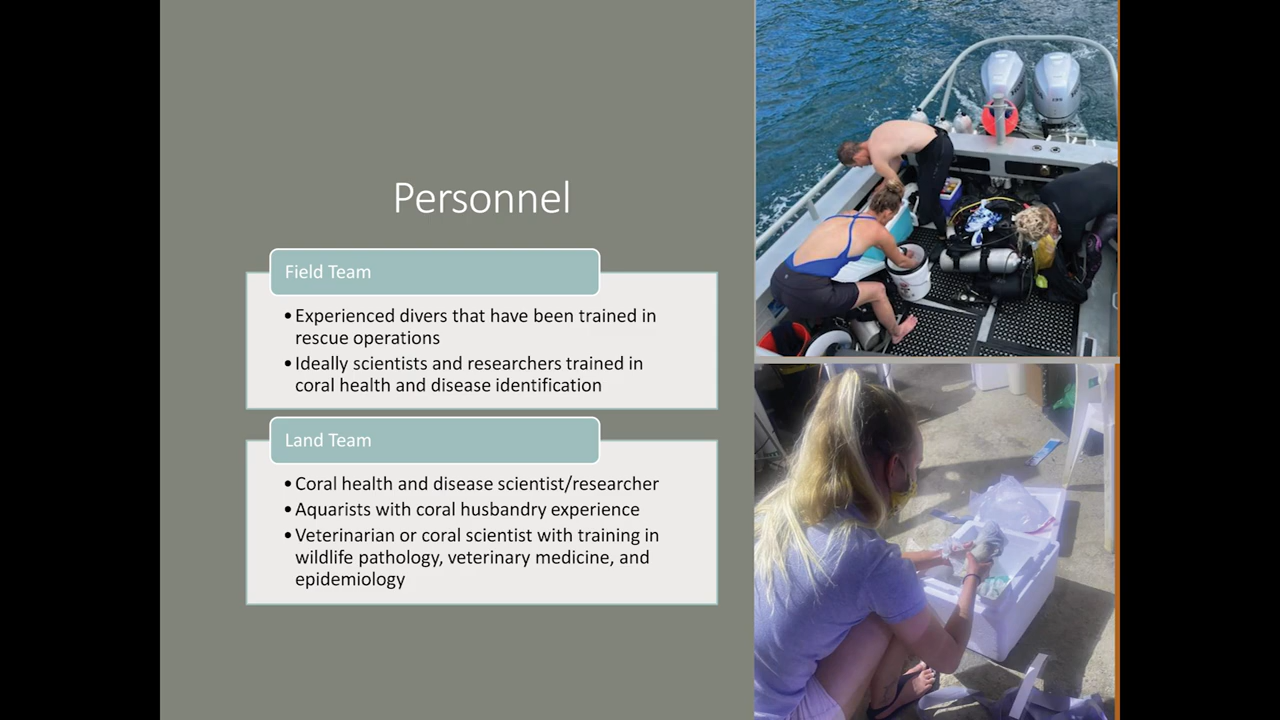 Personnel
Field Team
•Experienced divers that have been trained in
rescue operations
•Ideally scientists and researchers trained in
coral health and disease identification
Land Team
•Coral health and disease scientist/researcher
•Aquarists with coral husbandry experience
•Veterinarian or coral scientist with training in
wildlife pathology, veterinary medicine, and
epidemiology